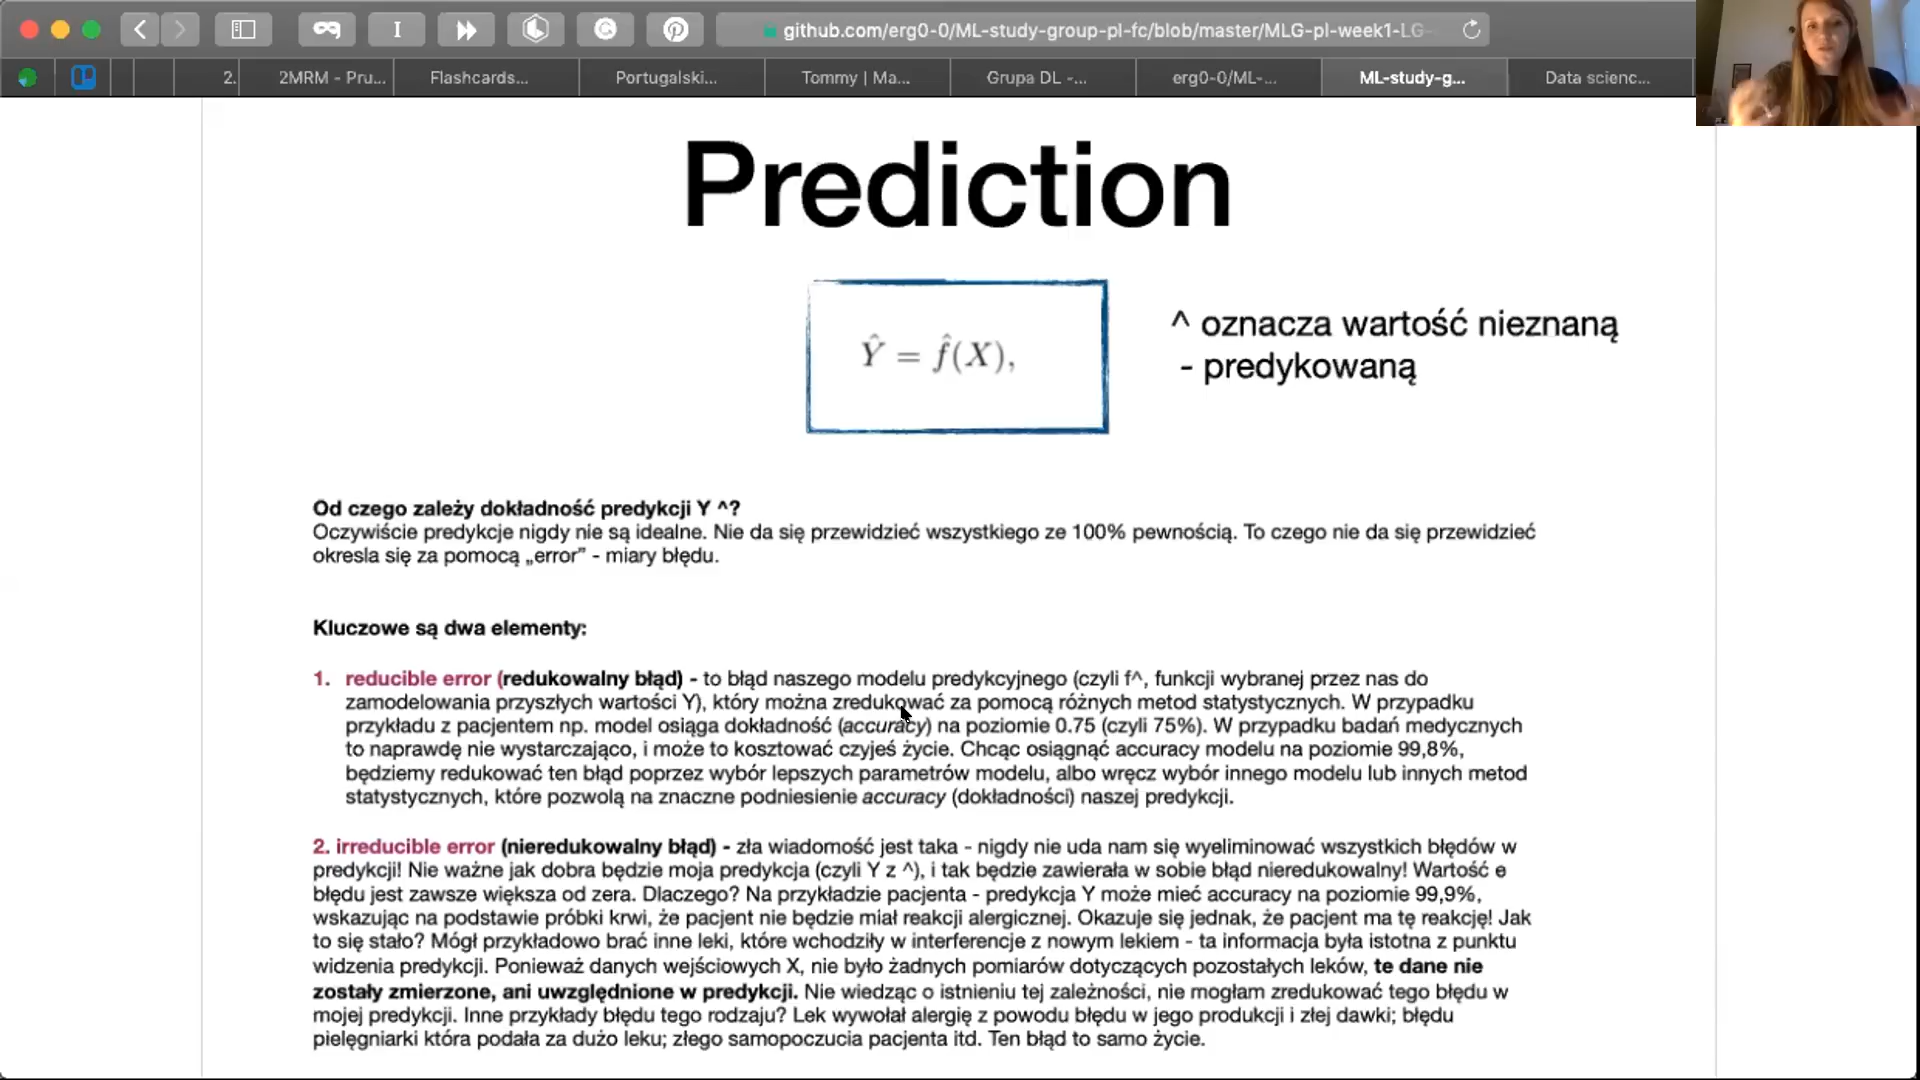 github.com/erg0-0/ML-study-group-pl-fc/blob/master/MLG-pl-week1-LG-
2.
2MRM - Pru...
Flashcards...
Portugalski...
Tommy | Ma...
Grupa DL -...
erg0-0/ML-...
ML-study-g...
Data scienc...
Prediction
Ŷ = f̂(X),
^ oznacza wartość nieznaną
- predykowaną
Od czego zależy dokładność predykcji Y ^?
Oczywiście predykcje nigdy nie są idealne. Nie da się przewidzieć wszystkiego ze 100% pewnością. To czego nie da się przewidzieć
okresla się za pomocą „error” - miary błędu.
Kluczowe są dwa elementy:
1. reducible error (redukowalny błąd) - to błąd naszego modelu predykcyjnego (czyli f^, funkcji wybranej przez nas do
zamodelowania przyszłych wartości Y), który można zredukować za pomocą różnych metod statystycznych. W przypadku
przykładu z pacjentem np. model osiąga dokładność (accuracy) na poziomie 0.75 (czyli 75%). W przypadku badań medycznych
to naprawdę nie wystarczająco, i może to kosztować czyjeś życie. Chcąc osiągnąć accuracy modelu na poziomie 99,8%,
będziemy redukować ten błąd poprzez wybór lepszych parametrów modelu, albo wręcz wybór innego modelu lub innych metod
statystycznych, które pozwolą na znaczne podniesienie accuracy (dokładności) naszej predykcji.
2. irreducible error (nieredukowalny błąd) - zła wiadomość jest taka - nigdy nie uda nam się wyeliminować wszystkich błędów w
predykcji! Nie ważne jak dobra będzie moja predykcja (czyli Y z ^), i tak będzie zawierała w sobie błąd nieredukowalny! Wartość e
błędu jest zawsze większa od zera. Dlaczego? Na przykładzie pacjenta - predykcja Y może mieć accuracy na poziomie 99,9%,
wskazując na podstawie próbki krwi, że pacjent nie będzie miał reakcji alergicznej. Okazuje się jednak, że pacjent ma tę reakcję! Jak
to się stało? Mógł przykładowo brać inne leki, które wchodziły w interferencje z nowym lekiem - ta informacja była istotna z punktu
widzenia predykcji. Ponieważ danych wejściowych X, nie było żadnych pomiarów dotyczących pozostałych leków, te dane nie
zostały zmierzone, ani uwzględnione w predykcji. Nie wiedząc o istnieniu tej zależności, nie mogłam zredukować tego błędu w
mojej predykcji. Inne przykłady błędu tego rodzaju? Lek wywołał alergię z powodu błędu w jego produkcji i złej dawki; błędu
pielęgniarki która podała za dużo leku; złego samopoczucia pacjenta itd. Ten błąd to samo życie.